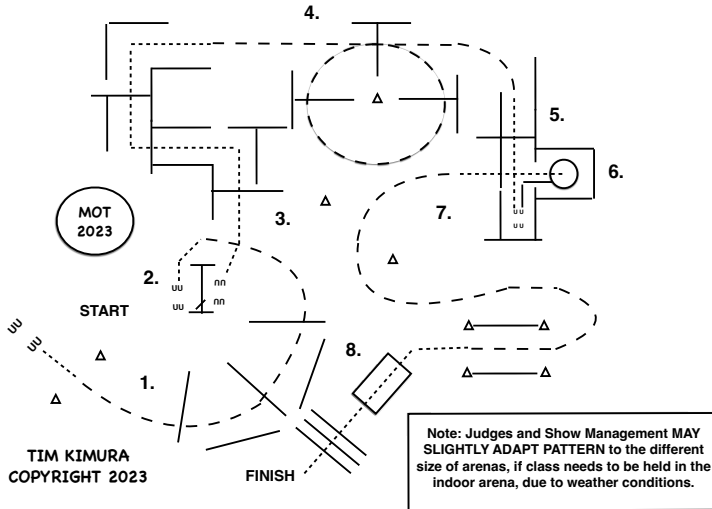 4.
5.
6.
MOT
2023
3.
7.
2.
START
8.
1.
Note: Judges and Show Management MAY
SLIGHTLY ADAPT PATTERN to the different
size of arenas, if class needs to be held in the
indoor arena, due to weather conditions.
TIM KIMURA
COPYRIGHT 2023
FINISH